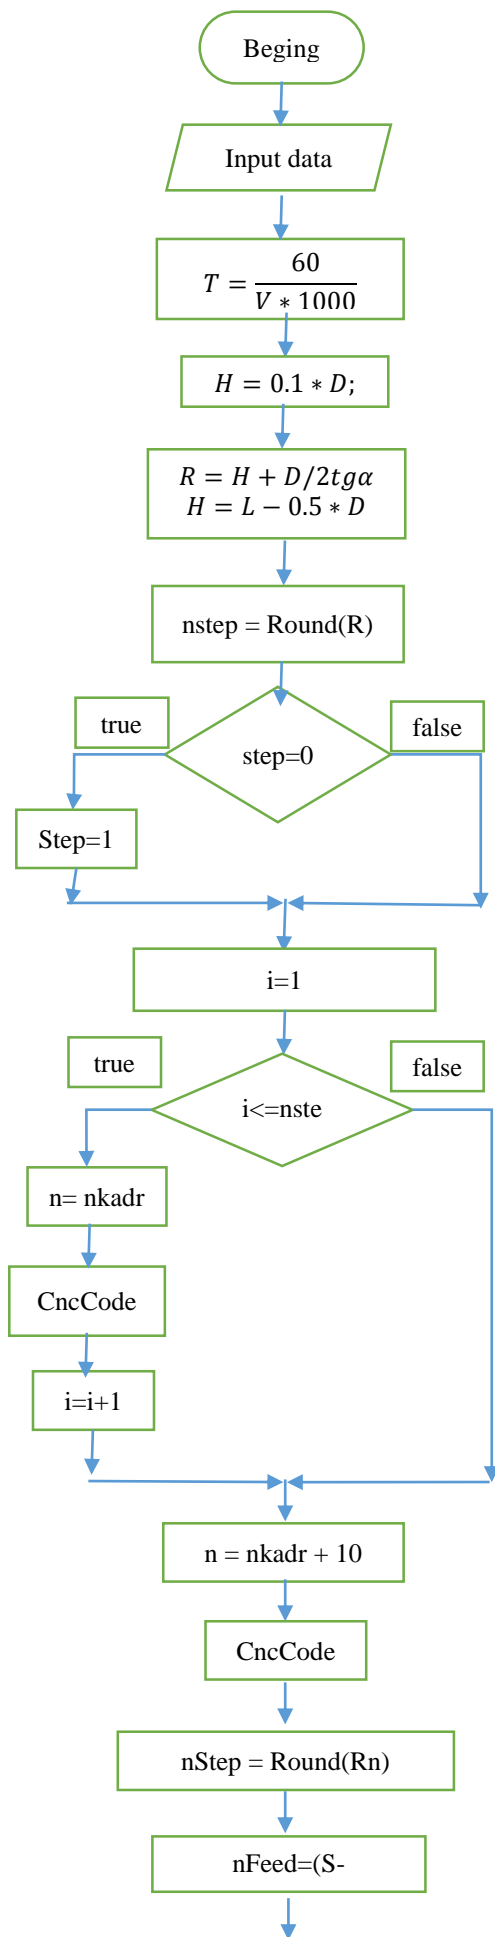 Beging
Input data
T = 60 / V * 1000
H = 0.1 * D;
R = H + D/2tgα
H = L − 0.5 * D
nstep = Round(R)
true
false
step=0
Step=1
i=1
true
false
i<=nste
n= nkadr
CncCode
i=i+1
n = nkadr + 10
CncCode
nStep = Round(Rn)
nFeed=(S-